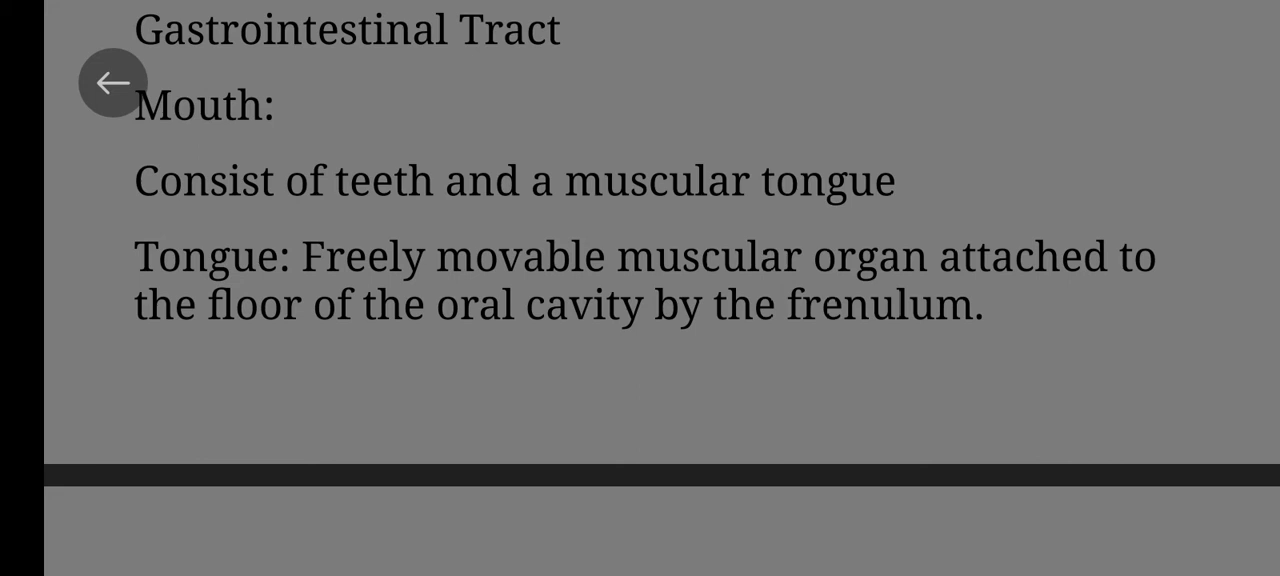 Gastrointestinal Tract
Mouth:
Consist of teeth and a muscular tongue
Tongue: Freely movable muscular organ attached to
the floor of the oral cavity by the frenulum.